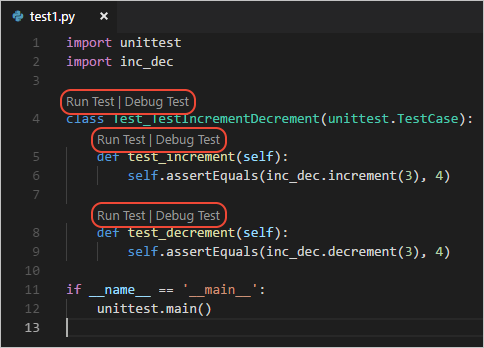 test1.py ×
1 import unittest
2 import inc_dec
3
Run Test | Debug Test
4 class Test_TestIncrementDecrement(unittest.TestCase):
Run Test | Debug Test
5 def test_increment(self):
6 self.assertEquals(inc_dec.increment(3), 4)
7
Run Test | Debug Test
8 def test_decrement(self):
9 self.assertEquals(inc_dec.decrement(3), 4)
10
11 if __name__ == '__main__':
12 unittest.main()
13